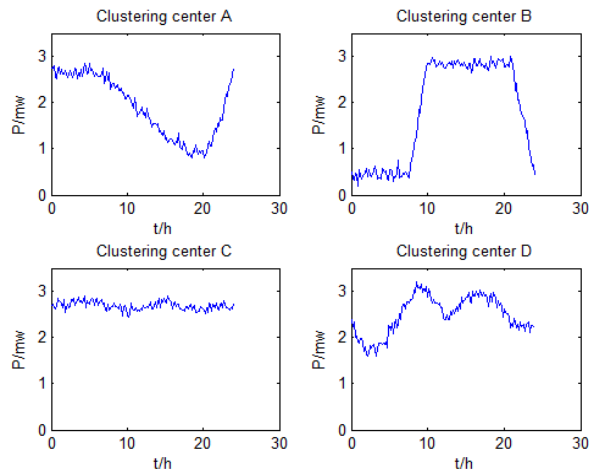 Clustering center A
3
2
1
0
P/mw
0 10 20 30
t/h
Clustering center B
3
2
1
0
P/mw
0 10 20 30
t/h
Clustering center C
3
2
1
0
P/mw
0 10 20 30
t/h
Clustering center D
3
2
1
0
P/mw
0 10 20 30
t/h